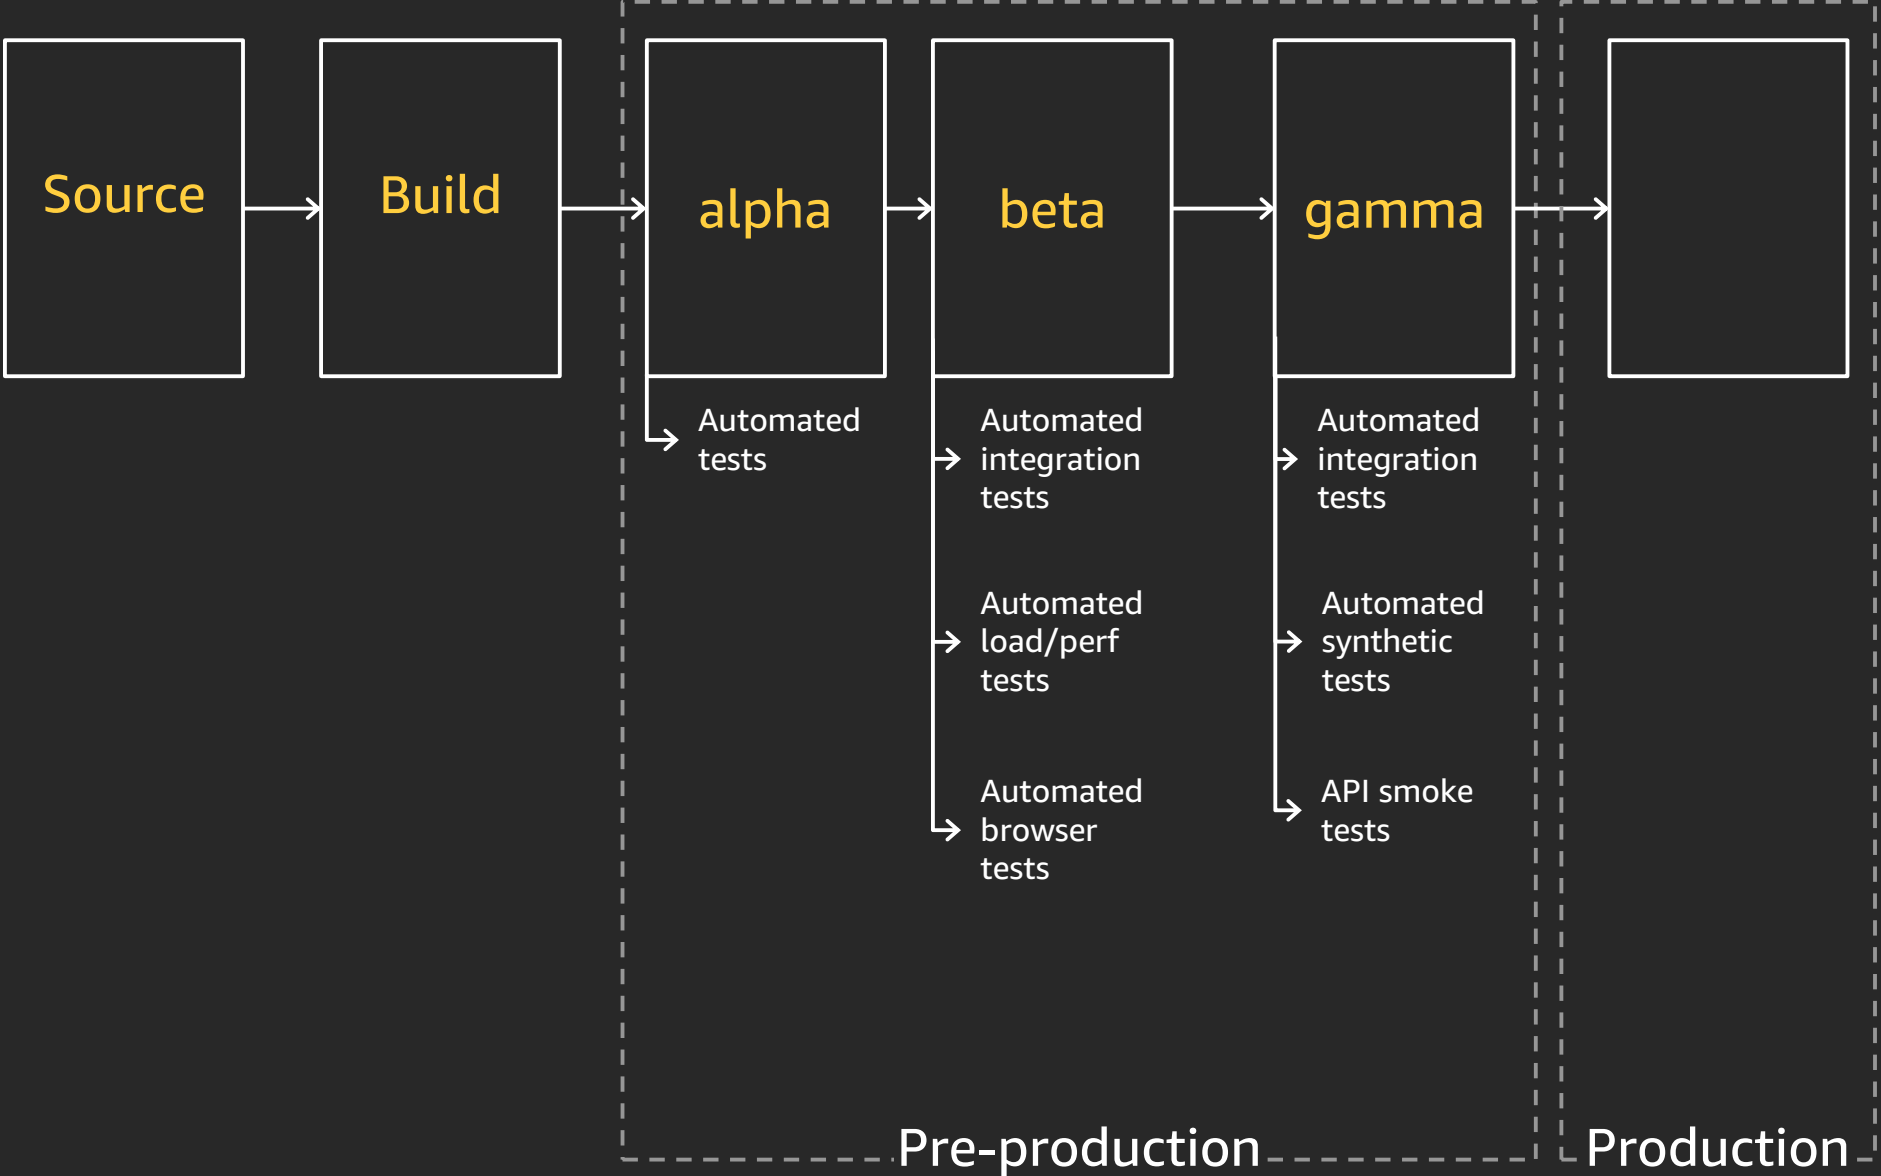 Source
Build
alpha
beta
gamma
Automated
tests
Automated
integration
tests
Automated
load/perf
tests
Automated
browser
tests
Automated
integration
tests
Automated
synthetic
tests
API smoke
tests
Pre-production
Production